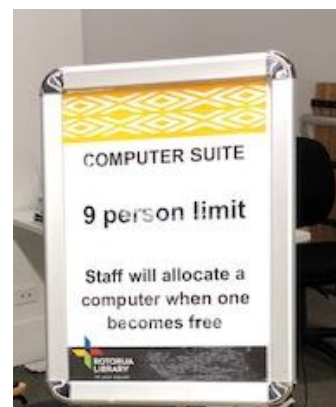 COMPUTER SUITE
9 person limit
Staff will allocate a
computer when one
becomes free
ROTORUA
LIBRARY